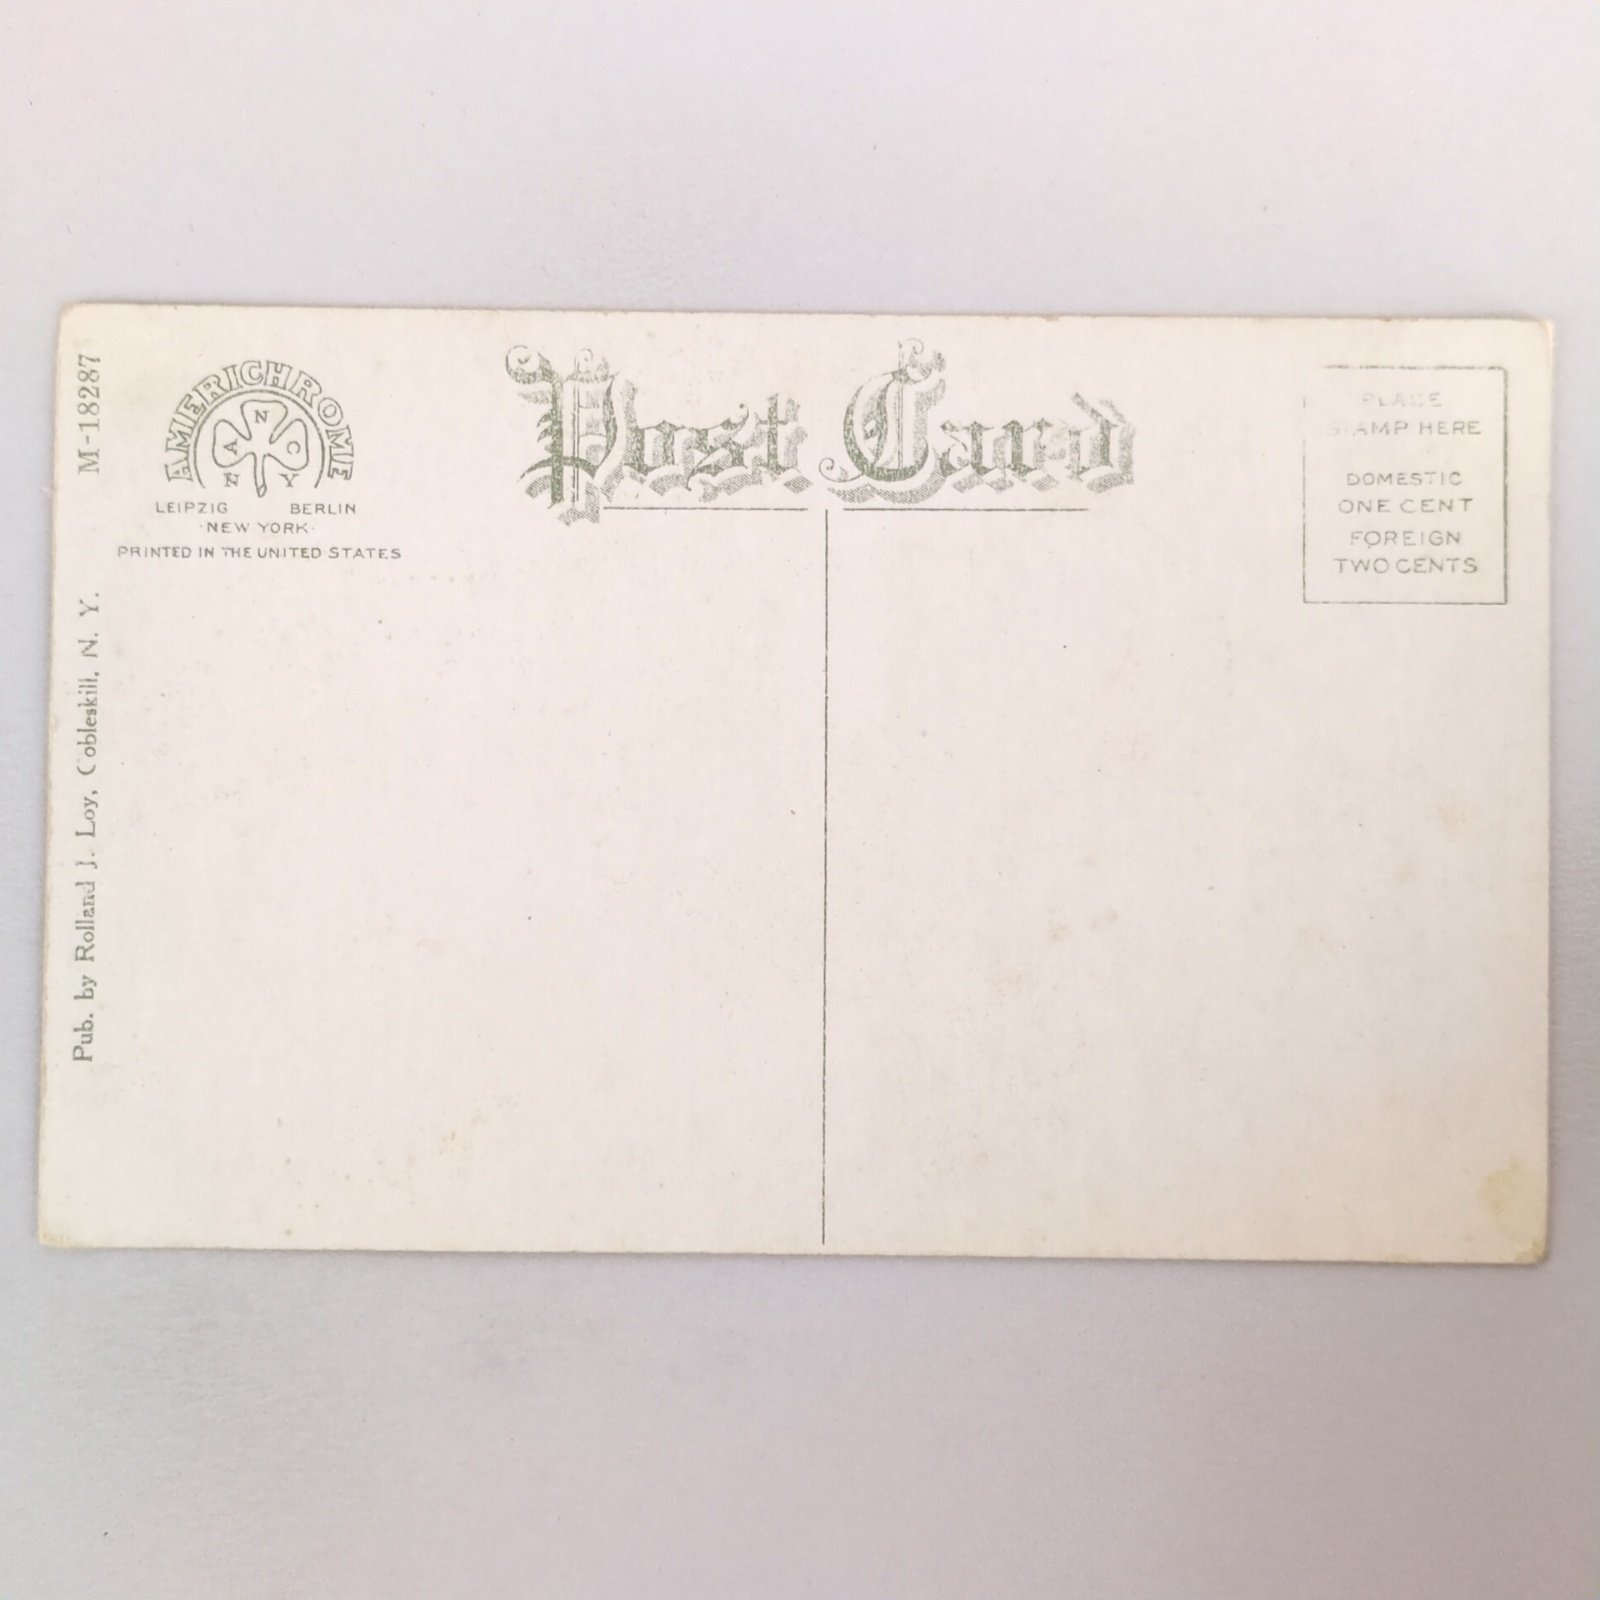 M-18287
AMERICHROME
N
A C
N Y
LEIPZIG BERLIN
·NEW YORK·
PRINTED IN THE UNITED STATES
Post Card
PLACE
STAMP HERE
DOMESTIC
ONE CENT
FOREIGN
TWO CENTS
Pub. by Rolland J. Loy, Cobleskill, N. Y.